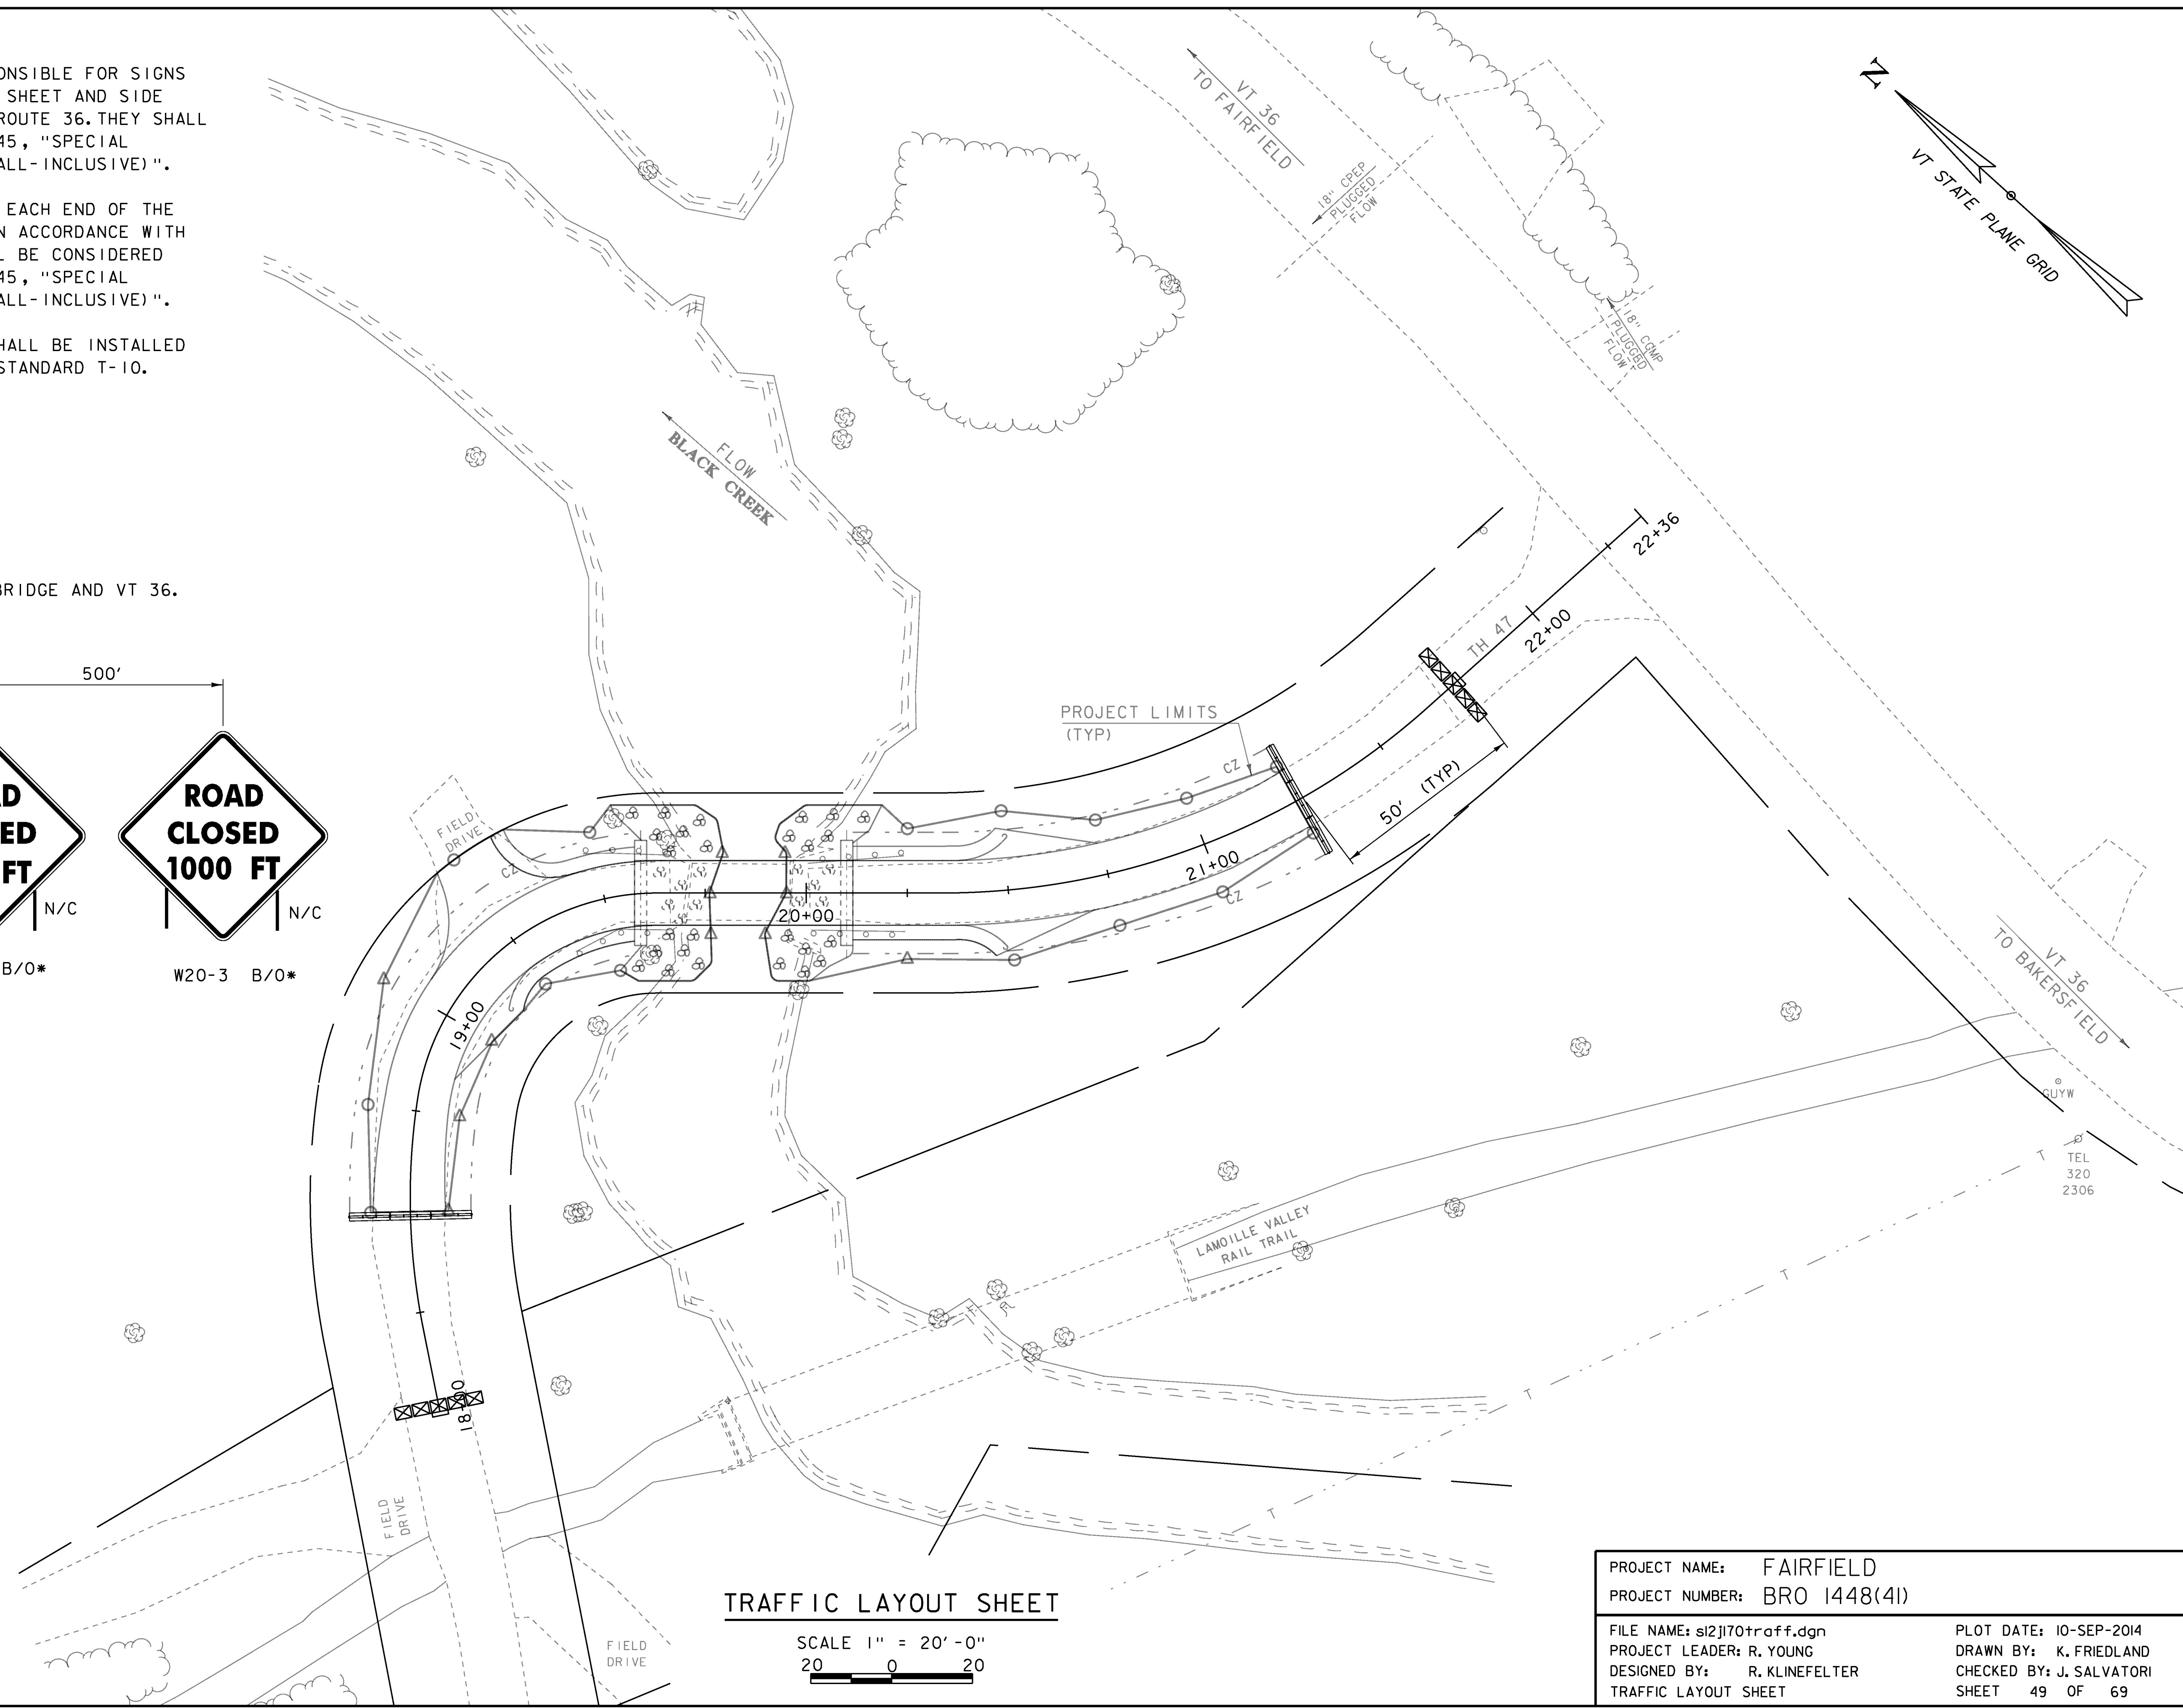 ONSIBLE FOR SIGNS
SHEET AND SIDE
ROUTE 36. THEY SHALL
45, "SPECIAL
ALL-INCLUSIVE)".
EACH END OF THE
N ACCORDANCE WITH
L BE CONSIDERED
45, "SPECIAL
ALL-INCLUSIVE)".
HALL BE INSTALLED
STANDARD T-10.
BRIDGE AND VT 36.
500'
D
ED
FT
N/C
B/O*
ROAD
CLOSED
1000 FT
N/C
W20-3 B/O*
VT 36
TO FAIRFIELD
18" CPEP
PLUGGED
FLOW
18" CGMP
PLUGGED
FLOW
N
VT STATE PLANE GRID
FLOW
BLACK CREEK
22+36
TH 47
22+00
PROJECT LIMITS
(TYP)
CZ
50' (TYP)
21+00
CZ
FIELD
DRIVE
CZ
20+00
19+00
18+00
VT 36
TO BAKERSFIELD
GUYW
TEL
320
2306
T
T
T
T
LAMOILLE VALLEY
RAIL TRAIL
FIELD
DRIVE
FIELD
DRIVE
TRAFFIC LAYOUT SHEET
SCALE 1" = 20'-0"
20 0 20
PROJECT NAME: FAIRFIELD
PROJECT NUMBER: BRO 1448(41)
FILE NAME: s12j170traff.dgn
PROJECT LEADER: R. YOUNG
DESIGNED BY: R. KLINEFELTER
TRAFFIC LAYOUT SHEET
PLOT DATE: 10-SEP-2014
DRAWN BY: K. FRIEDLAND
CHECKED BY: J. SALVATORI
SHEET 49 OF 69